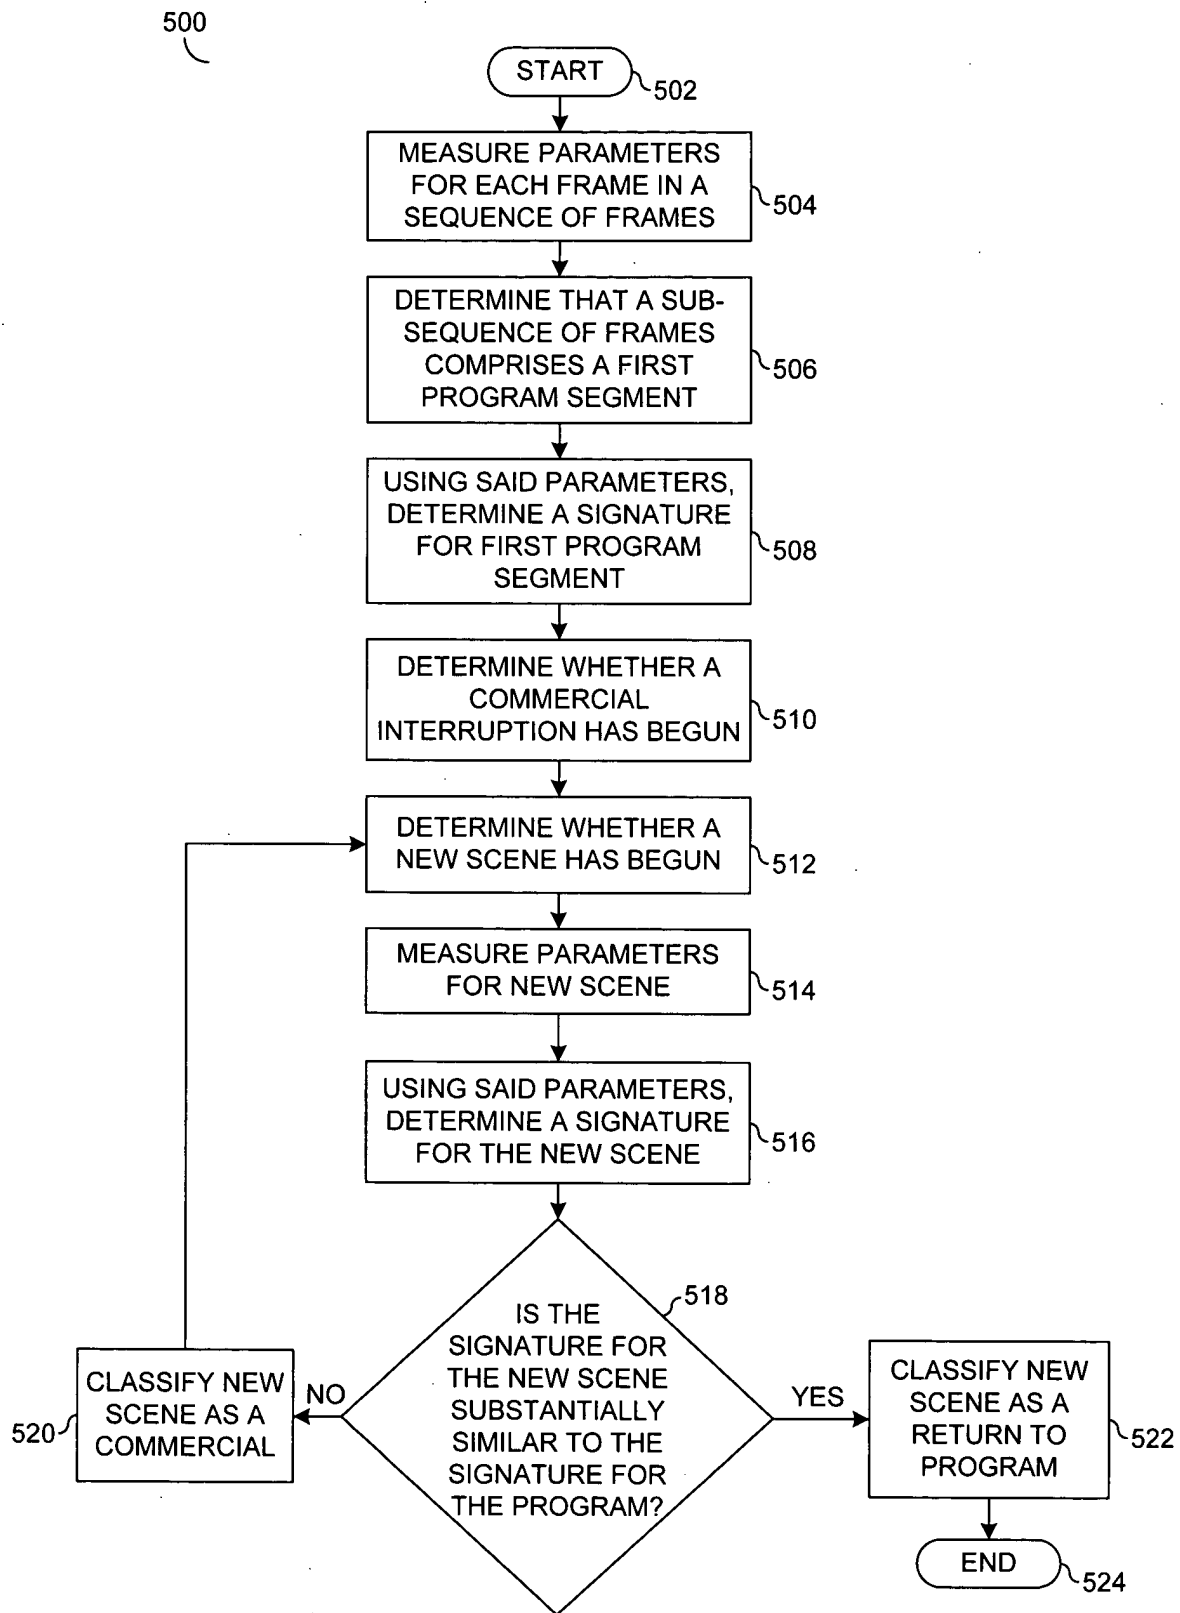 500
START
502
MEASURE PARAMETERS
FOR EACH FRAME IN A
SEQUENCE OF FRAMES
504
DETERMINE THAT A SUB-
SEQUENCE OF FRAMES
COMPRISES A FIRST
PROGRAM SEGMENT
506
USING SAID PARAMETERS,
DETERMINE A SIGNATURE
FOR FIRST PROGRAM
SEGMENT
508
DETERMINE WHETHER A
COMMERCIAL
INTERRUPTION HAS BEGUN
510
DETERMINE WHETHER A
NEW SCENE HAS BEGUN
512
MEASURE PARAMETERS
FOR NEW SCENE
514
USING SAID PARAMETERS,
DETERMINE A SIGNATURE
FOR THE NEW SCENE
516
IS THE
SIGNATURE FOR
THE NEW SCENE
SUBSTANTIALLY
SIMILAR TO THE
SIGNATURE FOR
THE PROGRAM?
518
NO
CLASSIFY NEW
SCENE AS A
COMMERCIAL
520
YES
CLASSIFY NEW
SCENE AS A
RETURN TO
PROGRAM
522
END
524